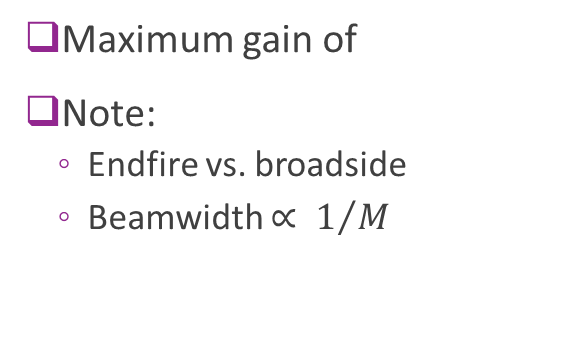 Maximum gain of
Note:
Endfire vs. broadside
Beamwidth ∝ 1/M